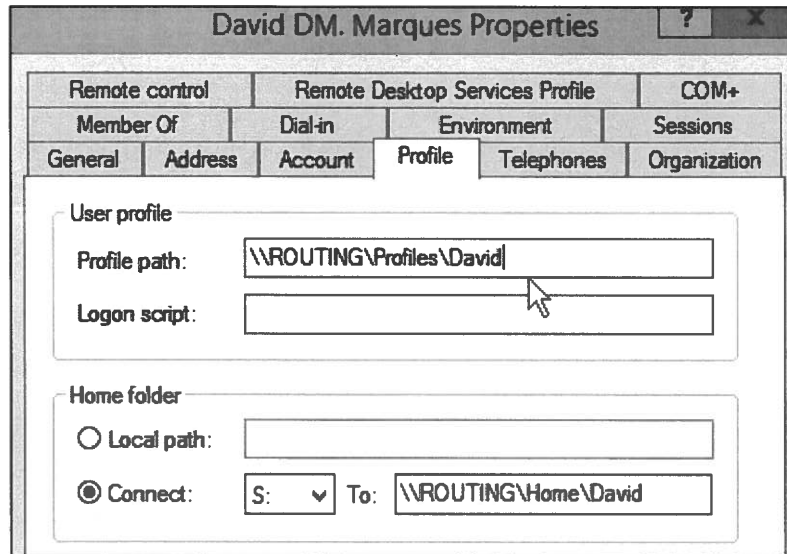 David DM. Marques Properties
?
X
Remote control Remote Desktop Services Profile COM+
Member Of Dial-in Environment Sessions
General Address Account Profile Telephones Organization
User profile
Profile path: \\ROUTING\Profiles\David
Logon script:
Home folder
Local path:
Connect: S: To: \\ROUTING\Home\David